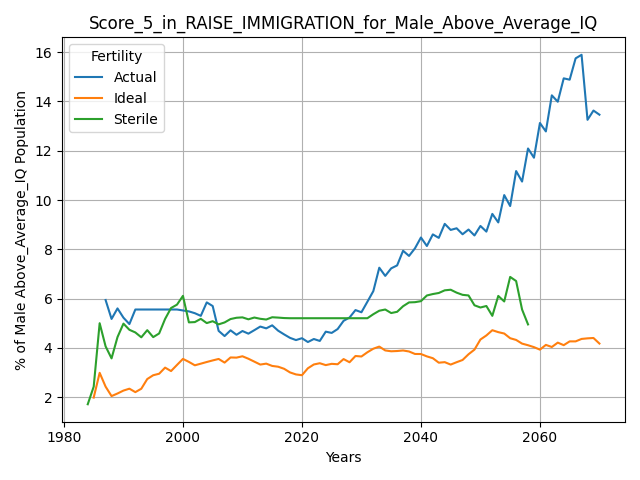 Score_5_in_RAISE_IMMIGRATION_for_Male_Above_Average_IQ
% of Male Above_Average_IQ Population
16
14
12
10
8
6
4
2
Fertility
Actual
Ideal
Sterile
1980 2000 2020 2040 2060
Years